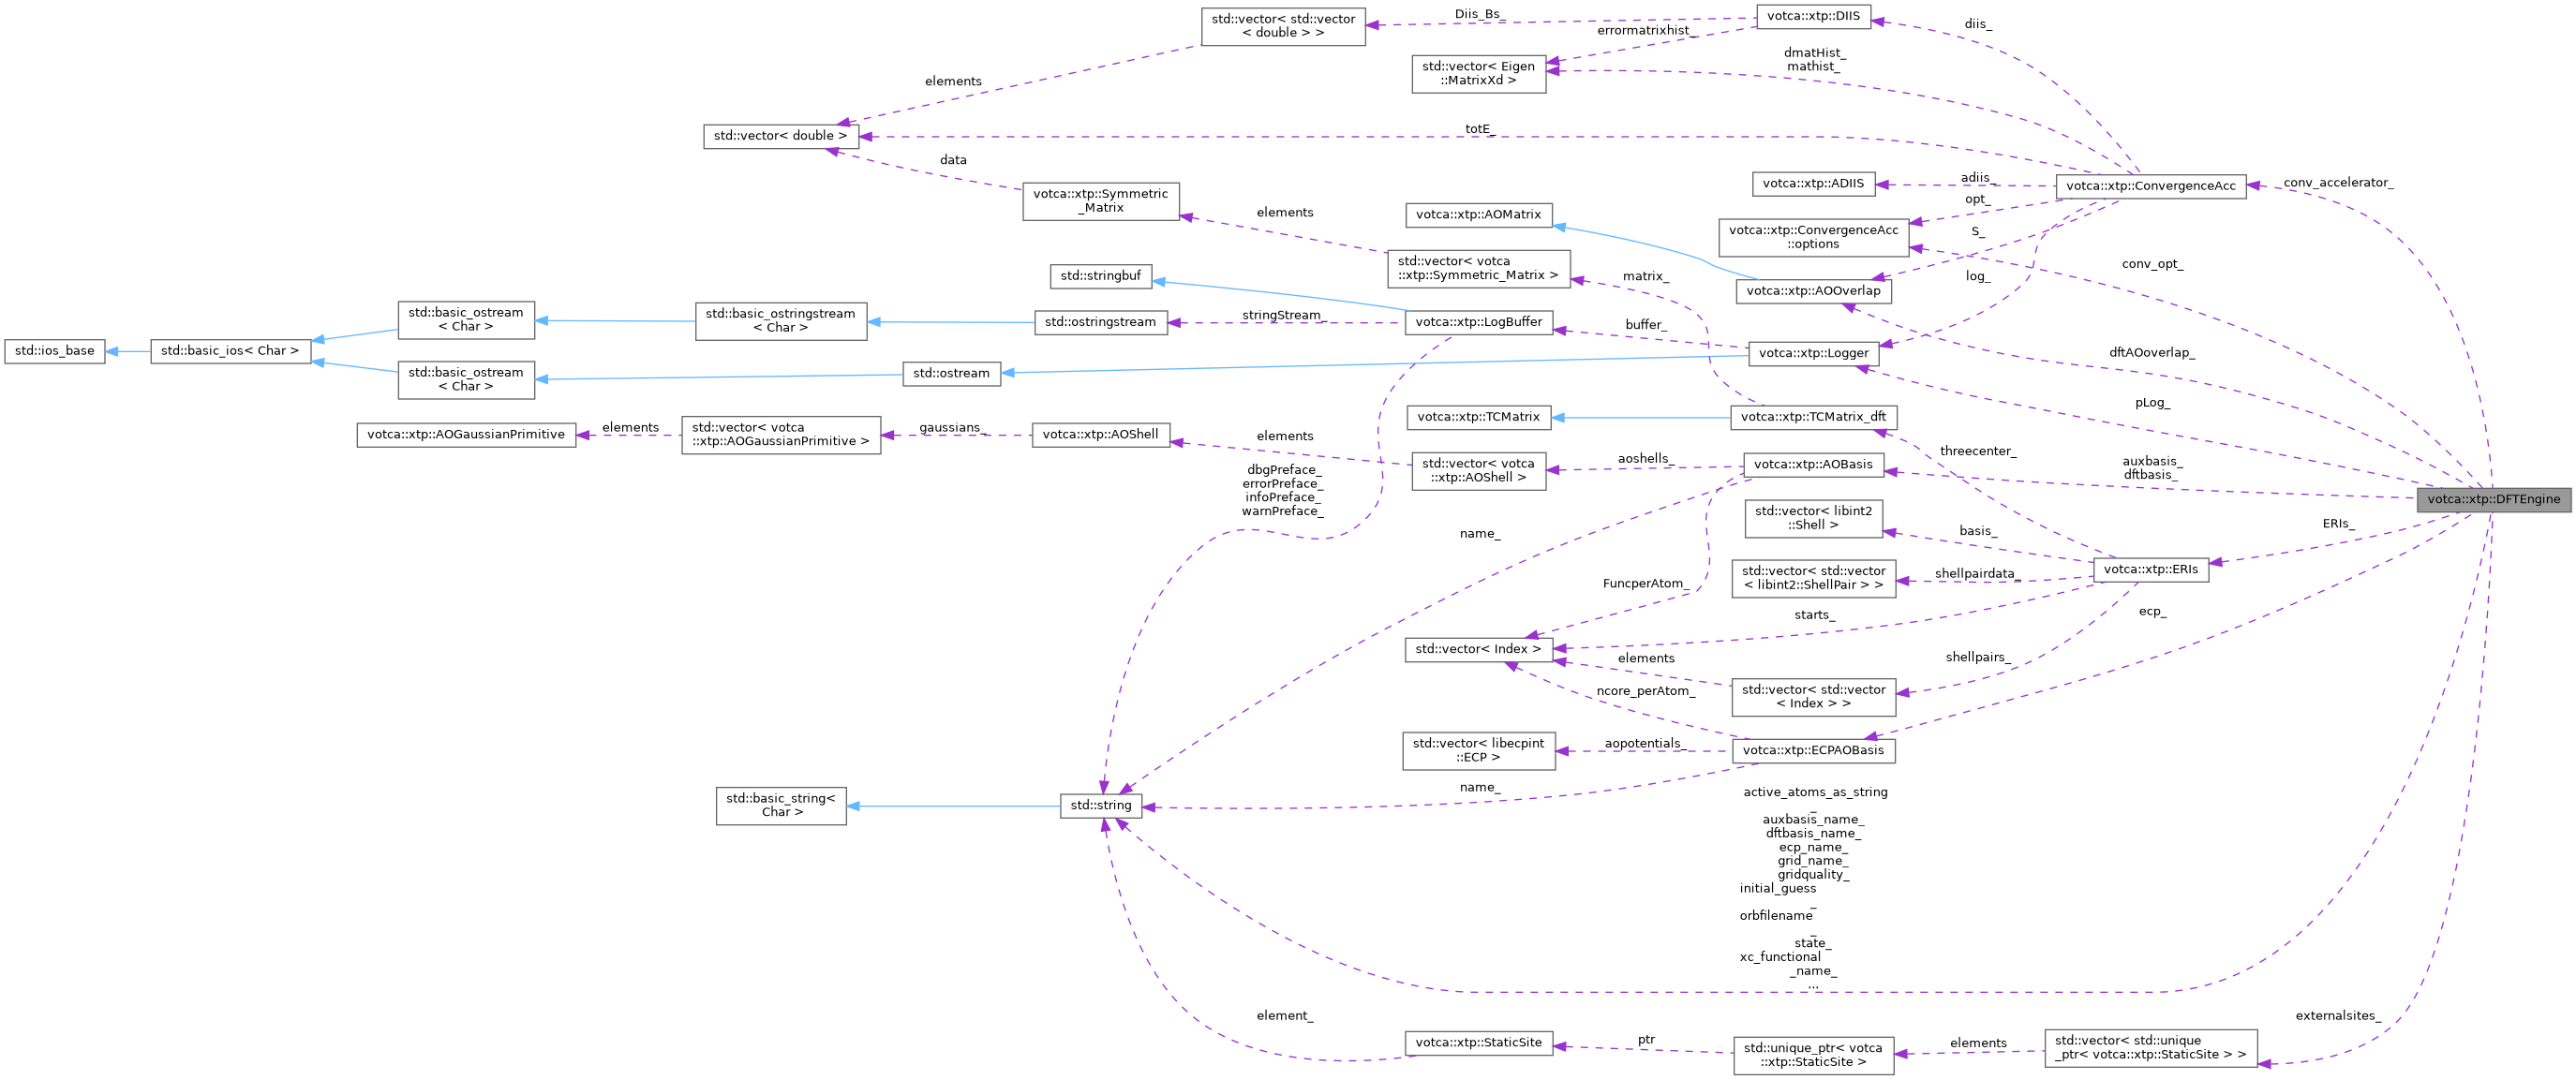 std::vector< std::vector
< double > >
Diis_Bs_
votca::xtp::DIIS
diis_
errormatrixhist_
std::vector< Eigen
::MatrixXd >
dmatHist_
mathist_
elements
std::vector< double >
totE_
data
votca::xtp::Symmetric
_Matrix
votca::xtp::ADIIS
adiis_
votca::xtp::ConvergenceAcc
conv_accelerator_
elements
votca::xtp::AOMatrix
opt_
votca::xtp::ConvergenceAcc
::options
S_
std::vector< votca
::xtp::Symmetric_Matrix >
matrix_
log_
conv_opt_
std::stringbuf
votca::xtp::AOOverlap
std::basic_ostream
< Char >
std::basic_ostringstream
< Char >
std::ostringstream
stringStream_
votca::xtp::LogBuffer
buffer_
std::ios_base
std::basic_ios< Char >
votca::xtp::Logger
dftAOoverlap_
std::basic_ostream
< Char >
std::ostream
pLog_
votca::xtp::TCMatrix
votca::xtp::TCMatrix_dft
votca::xtp::AOGaussianPrimitive
elements
std::vector< votca
::xtp::AOGaussianPrimitive >
gaussians_
votca::xtp::AOShell
elements
std::vector< votca
::xtp::AOShell >
aoshells_
votca::xtp::AOBasis
threecenter_
auxbasis_
dftbasis_
votca::xtp::DFTEngine
dbgPreface_
errorPreface_
infoPreface_
warnPreface_
name_
std::vector< libint2
::Shell >
basis_
ERIs_
FuncperAtom_
std::vector< std::vector
< libint2::ShellPair > >
shellpairdata_
votca::xtp::ERIs
starts_
ecp_
std::vector< Index >
elements
shellpairs_
ncore_perAtom_
std::vector< std::vector
< Index > >
std::vector< libecpint
::ECP >
aopotentials_
votca::xtp::ECPAOBasis
name_
std::basic_string<
Char >
std::string
active_atoms_as_string
_
auxbasis_name_
dftbasis_name_
ecp_name_
grid_name_
gridquality_
initial_guess
_
orbfilename
_
state_
xc_functional
_name_
...
element_
votca::xtp::StaticSite
ptr
std::unique_ptr< votca
::xtp::StaticSite >
elements
std::vector< std::unique
_ptr< votca::xtp::StaticSite > >
externalsites_